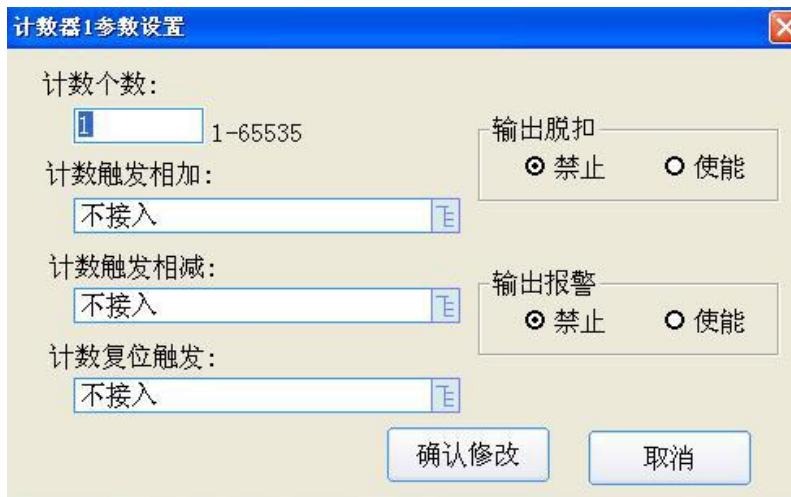 计数器1参数设置
计数个数:
1
1-65535
计数触发相加:
不接入
计数触发相减:
不接入
计数复位触发:
不接入
输出脱扣
禁止
使能
输出报警
禁止
使能
确认修改
取消